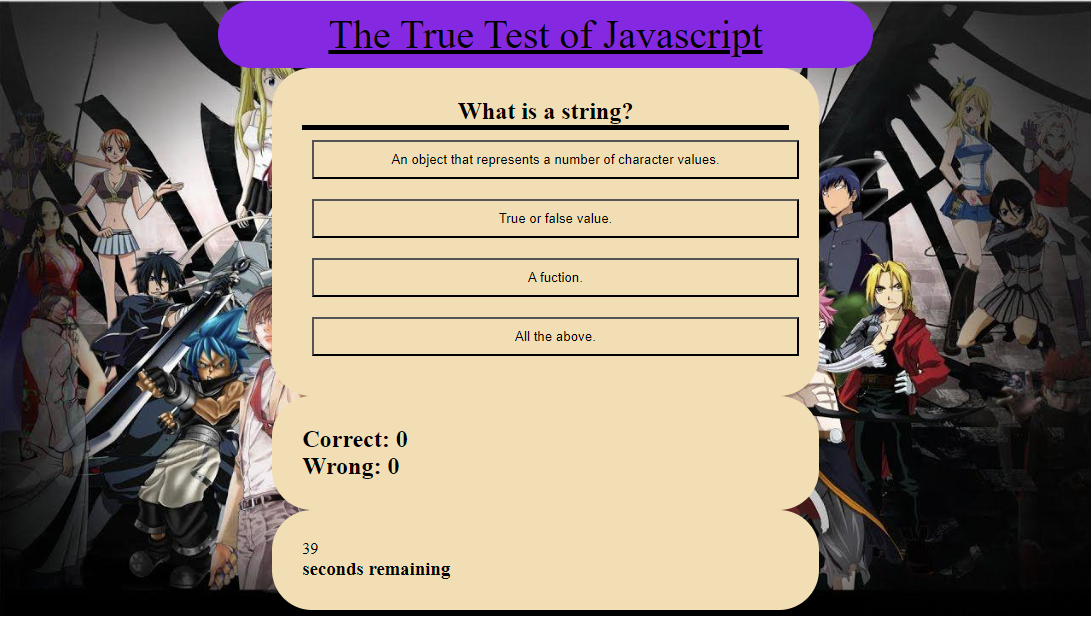 The True Test of Javascript
What is a string?
An object that represents a number of character values.
True or false value.
A fuction.
All the above.
Correct: 0
Wrong: 0
39
seconds remaining